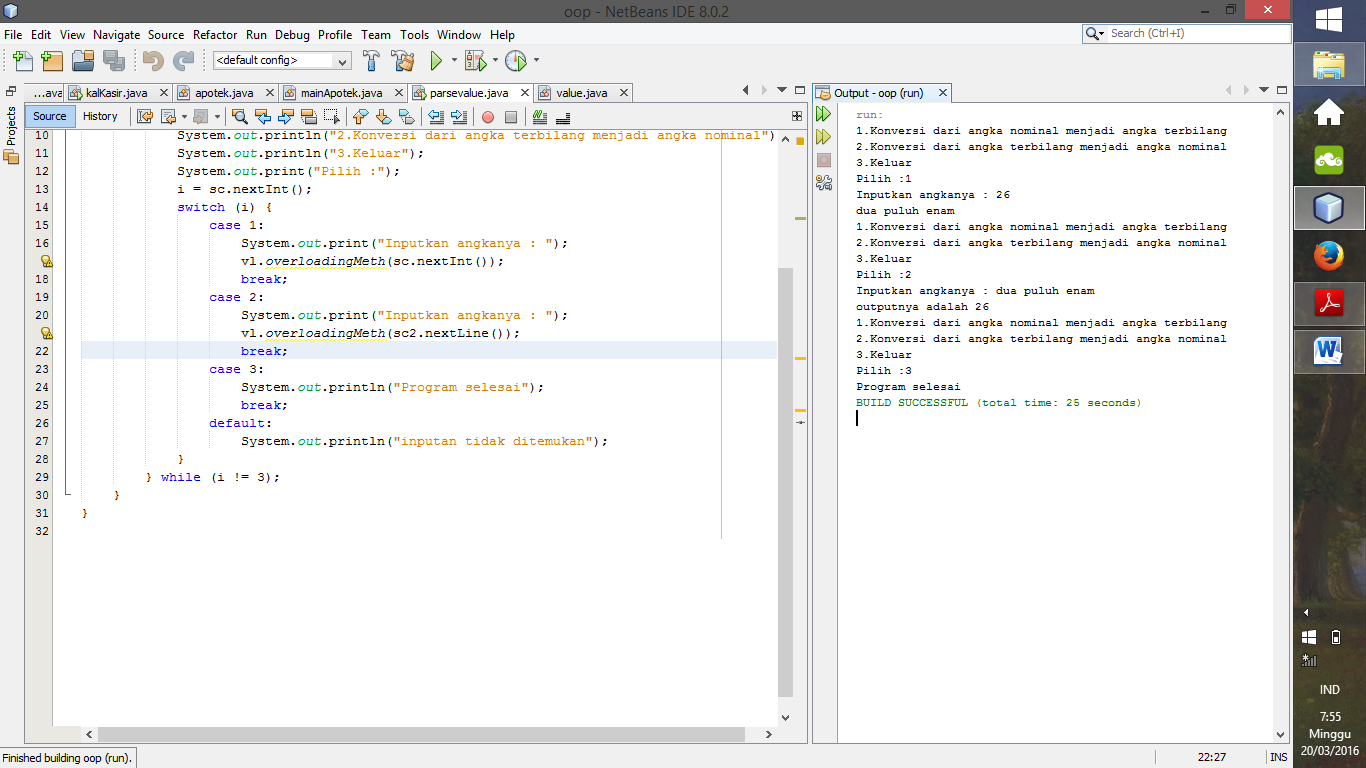 oop - NetBeans IDE 8.0.2
File Edit View Navigate Source Refactor Run Debug Profile Team Tools Window Help
Search (Ctrl+I)
<default config>
...ava kalKasir.java apotek.java mainApotek.java parsevalue.java value.java
Projects
Source History
10 System.out.println("2.Konversi dari angka terbilang menjadi angka nominal")
11 System.out.println("3.Keluar");
12 System.out.print("Pilih :");
13 i = sc.nextInt();
14 switch (i) {
15 case 1:
16 System.out.print("Inputkan angkanya : ");
vl.overloadingMeth(sc.nextInt());
18 break;
19 case 2:
20 System.out.print("Inputkan angkanya : ");
vl.overloadingMeth(sc2.nextLine());
22 break;
23 case 3:
24 System.out.println("Program selesai");
25 break;
26 default:
27 System.out.println("inputan tidak ditemukan");
28 }
29 } while (i != 3);
30 }
31 }
32
Output - oop (run)
run:
1.Konversi dari angka nominal menjadi angka terbilang
2.Konversi dari angka terbilang menjadi angka nominal
3.Keluar
Pilih :1
Inputkan angkanya : 26
dua puluh enam
1.Konversi dari angka nominal menjadi angka terbilang
2.Konversi dari angka terbilang menjadi angka nominal
3.Keluar
Pilih :2
Inputkan angkanya : dua puluh enam
outputnya adalah 26
1.Konversi dari angka nominal menjadi angka terbilang
2.Konversi dari angka terbilang menjadi angka nominal
3.Keluar
Pilih :3
Program selesai
BUILD SUCCESSFUL (total time: 25 seconds)
Finished building oop (run).
22:27 INS
IND
7:55
Minggu
20/03/2016